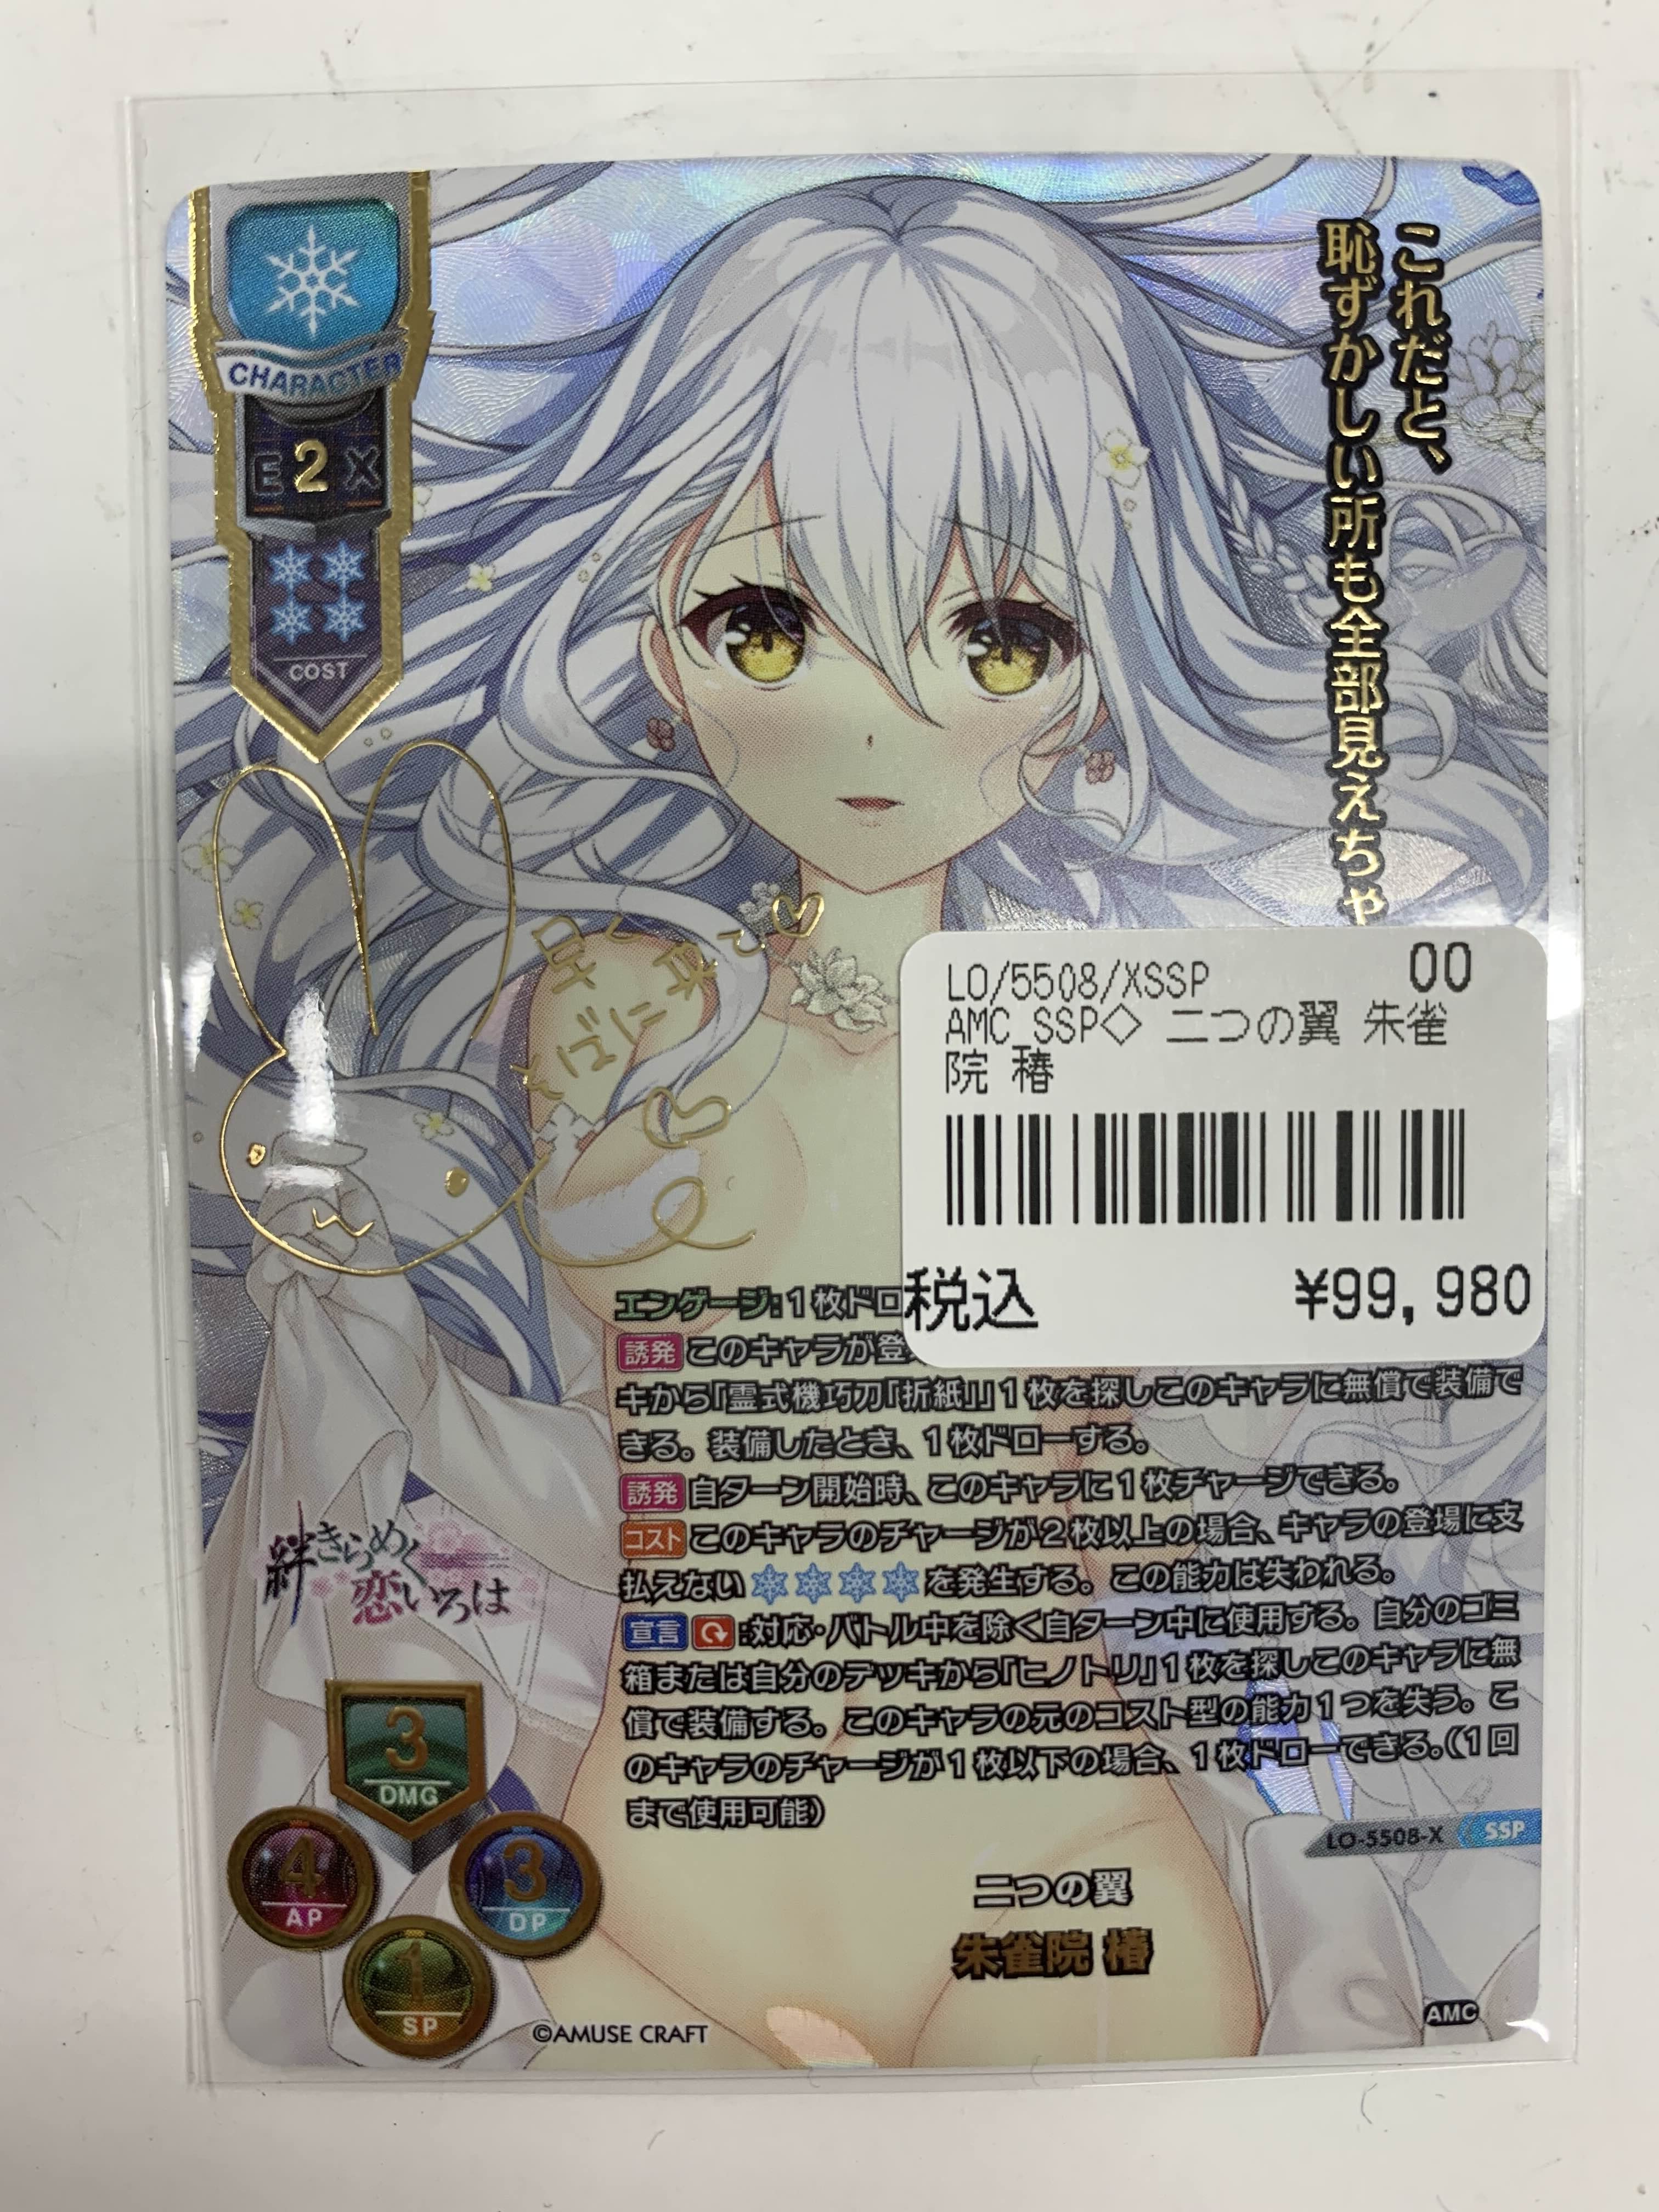 これだと、
恥ずかしい所も全部見えちゃ
CHARACTER
E 2 X
COST
LO/5508/XSSP 00
AMC SSP◇ 二つの翼 朱雀
院 椿
税込 ¥99,980
エンゲージ:1枚ドロ
誘発 このキャラが登
キから「霊式機巧刀「折紙」」1枚を探しこのキャラに無償で装備で
きる。装備したとき、1枚ドローする。
誘発 自ターン開始時、このキャラに1枚チャージできる。
コスト このキャラのチャージが2枚以上の場合、キャラの登場に支
払えない❄❄❄❄を発生する。この能力は失われる。
宣言 :対応・バトル中を除く自ターン中に使用する。自分のゴミ
箱または自分のデッキから「ヒノトリ」1枚を探しこのキャラに無
償で装備する。このキャラの元のコスト型の能力1つを失う。こ
のキャラのチャージが1枚以下の場合、1枚ドローできる。(1回
まで使用可能)
絆きらめく
恋いろは
3
DMG
4
AP
3
DP
1
SP
LO-5508-X SSP
二つの翼
朱雀院 椿
AMC
©AMUSE CRAFT